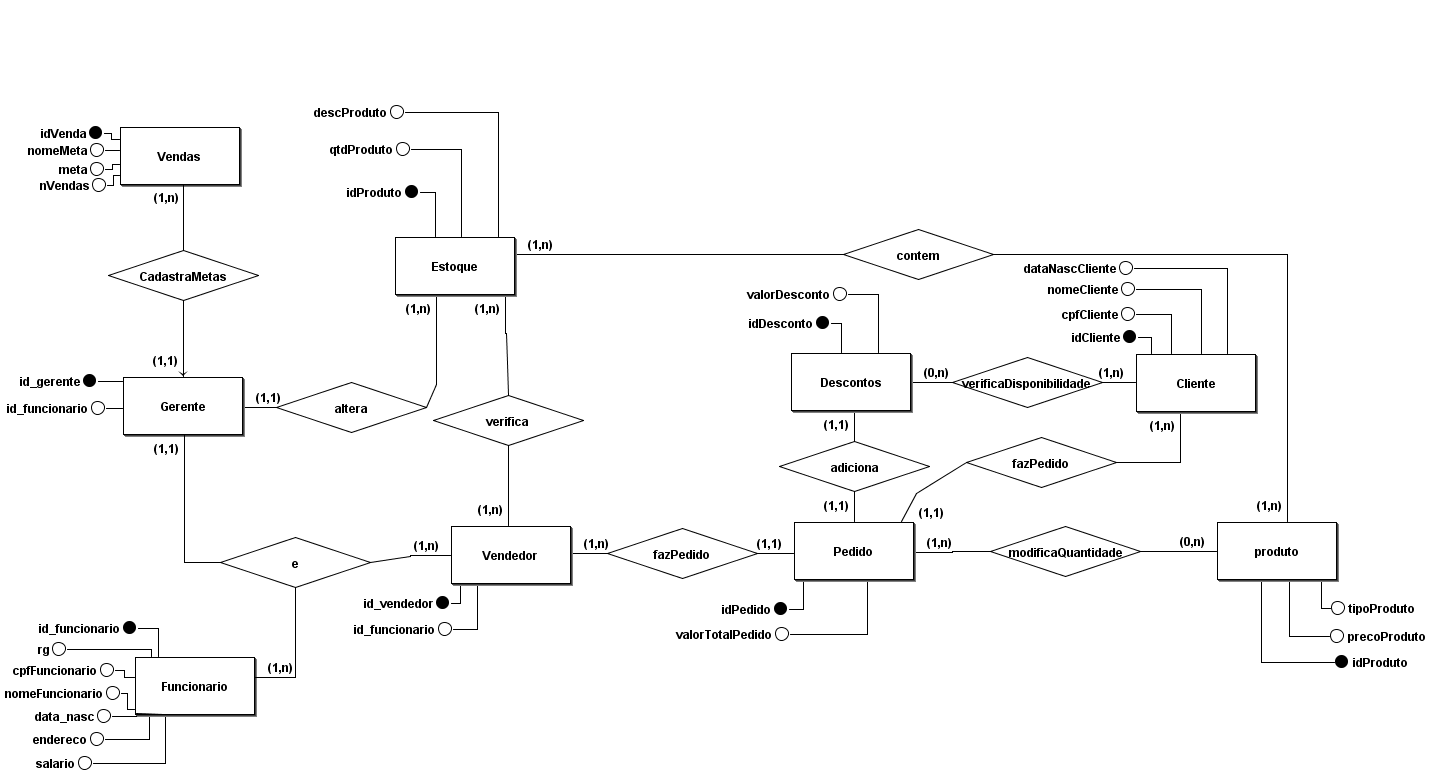 descProduto
idVenda
nomeMeta
meta
nVendas
Vendas
qtdProduto
idProduto
(1,n)
CadastraMetas
(1,1)
Estoque
(1,n)
(1,n)
(1,n)
contem
dataNascCliente
nomeCliente
cpfCliente
idCliente
valorDesconto
idDesconto
Descontos
(0,n)
verificaDisponibilidade
(1,n)
Cliente
id_gerente
id_funcionario
Gerente
(1,1)
altera
(1,1)
verifica
(1,1)
adiciona
(1,1)
(1,n)
fazPedido
(1,1)
(1,n)
(1,n)
e
(1,n)
Vendedor
(1,n)
fazPedido
(1,1)
Pedido
(1,n)
modificaQuantidade
(0,n)
produto
id_vendedor
id_funcionario
idPedido
valorTotalPedido
tipoProduto
precoProduto
idProduto
id_funcionario
rg
cpfFuncionario
nomeFuncionario
data_nasc
endereco
salario
Funcionario
(1,n)